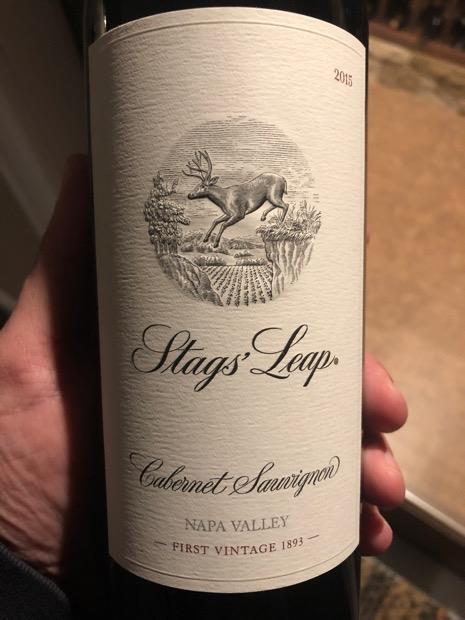 2015
Stags' Leap®
Cabernet Sauvignon
NAPA VALLEY
— FIRST VINTAGE 1893 —